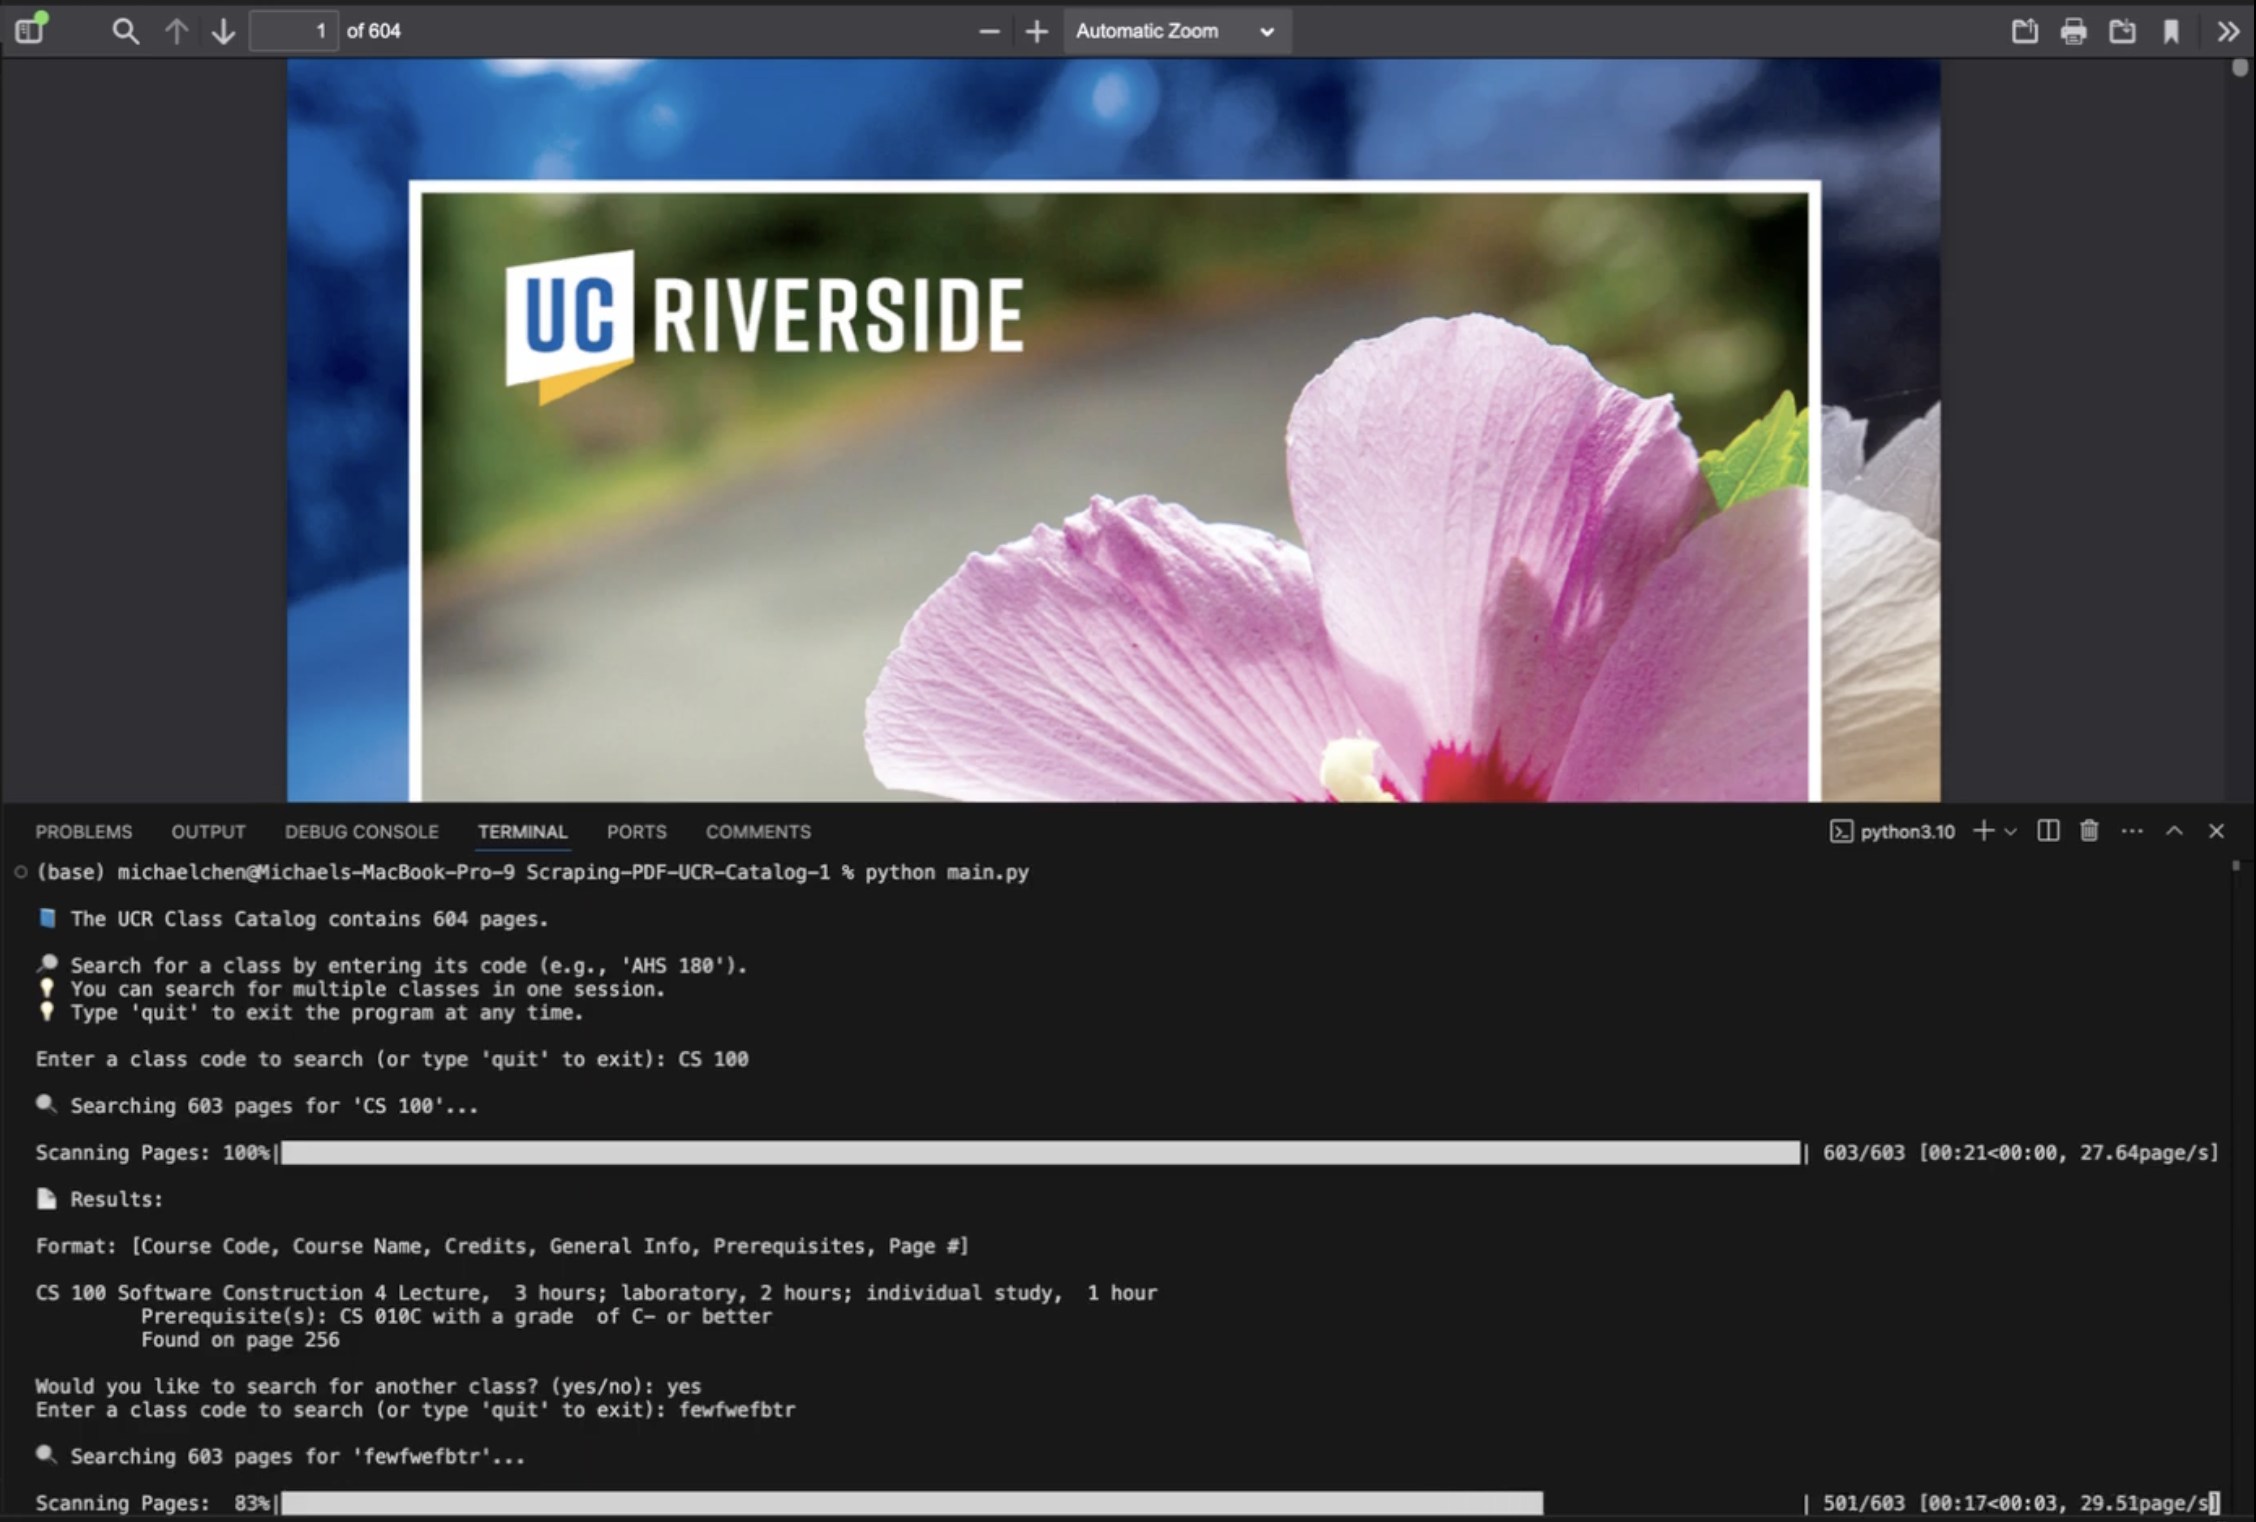 1 of 604
Automatic Zoom
UC RIVERSIDE
PROBLEMS OUTPUT DEBUG CONSOLE TERMINAL PORTS COMMENTS
python3.10
(base) michaelchen@Michaels-MacBook-Pro-9 Scraping-PDF-UCR-Catalog-1 % python main.py
The UCR Class Catalog contains 604 pages.
Search for a class by entering its code (e.g., 'AHS 180').
You can search for multiple classes in one session.
Type 'quit' to exit the program at any time.
Enter a class code to search (or type 'quit' to exit): CS 100
Searching 603 pages for 'CS 100'...
Scanning Pages: 100%| | 603/603 [00:21<00:00, 27.64page/s]
Results:
Format: [Course Code, Course Name, Credits, General Info, Prerequisites, Page #]
CS 100 Software Construction 4 Lecture, 3 hours; laboratory, 2 hours; individual study, 1 hour
Prerequisite(s): CS 010C with a grade of C- or better
Found on page 256
Would you like to search for another class? (yes/no): yes
Enter a class code to search (or type 'quit' to exit): fewfwefbtr
Searching 603 pages for 'fewfwefbtr'...
Scanning Pages: 83%| | 501/603 [00:17<00:03, 29.51page/s]